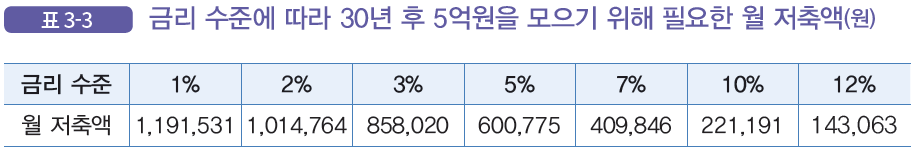 표 3-3 금리 수준에 따라 30년 후 5억원을 모으기 위해 필요한 월 저축액(원)
금리 수준 1% 2% 3% 5% 7% 10% 12%
월 저축액 1,191,531 1,014,764 858,020 600,775 409,846 221,191 143,063